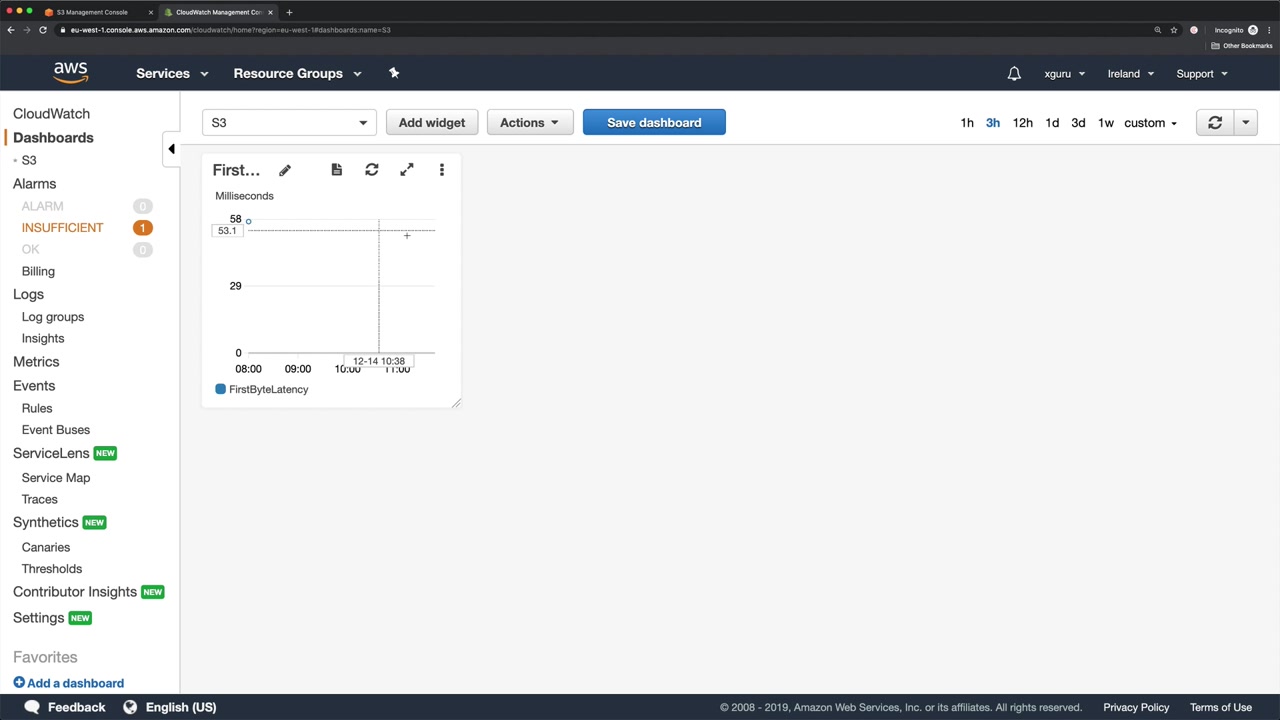 S3 Management Console
CloudWatch Management Con
eu-west-1.console.aws.amazon.com/cloudwatch/home?region=eu-west-1#dashboards:name=S3
Incognito
Other Bookmarks
aws
Services
Resource Groups
xguru
Ireland
Support
CloudWatch
Dashboards
S3
Alarms
ALARM 0
INSUFFICIENT 1
OK 0
Billing
Logs
Log groups
Insights
Metrics
Events
Rules
Event Buses
ServiceLens NEW
Service Map
Traces
Synthetics NEW
Canaries
Thresholds
Contributor Insights NEW
Settings NEW
Favorites
Add a dashboard
S3
Add widget
Actions
Save dashboard
1h 3h 12h 1d 3d 1w custom
First...
Milliseconds
58
53.1
29
0
12-14 10:38
08:00 09:00 10:00 11:00
FirstByteLatency
Feedback
English (US)
© 2008 - 2019, Amazon Web Services, Inc. or its affiliates. All rights reserved.
Privacy Policy
Terms of Use